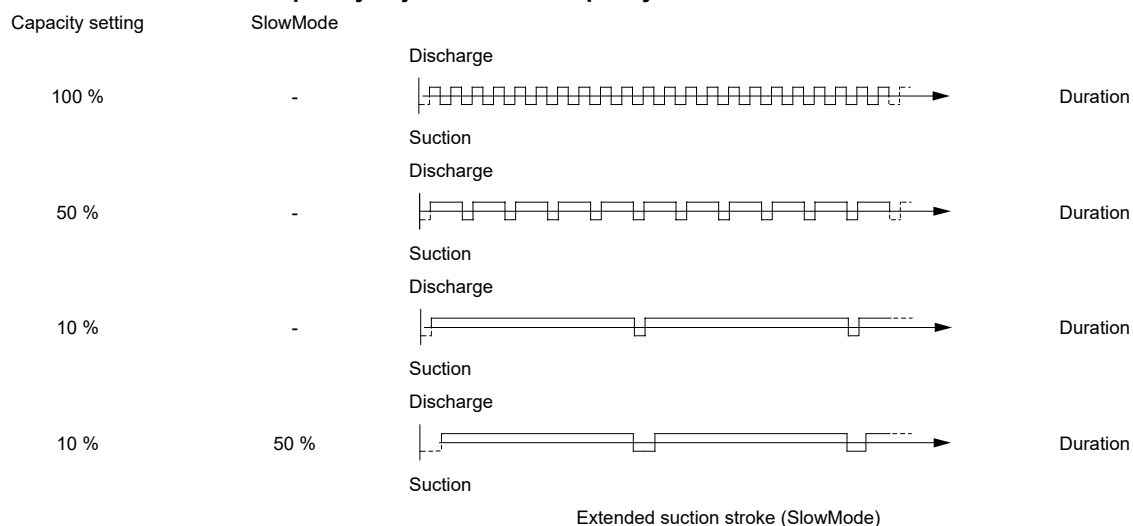 Capacity setting SlowMode
Discharge
100 % - Duration
Suction
Discharge
50 % - Duration
Suction
Discharge
10 % - Duration
Suction
Discharge
10 % 50 % Duration
Suction
Extended suction stroke (SlowMode)